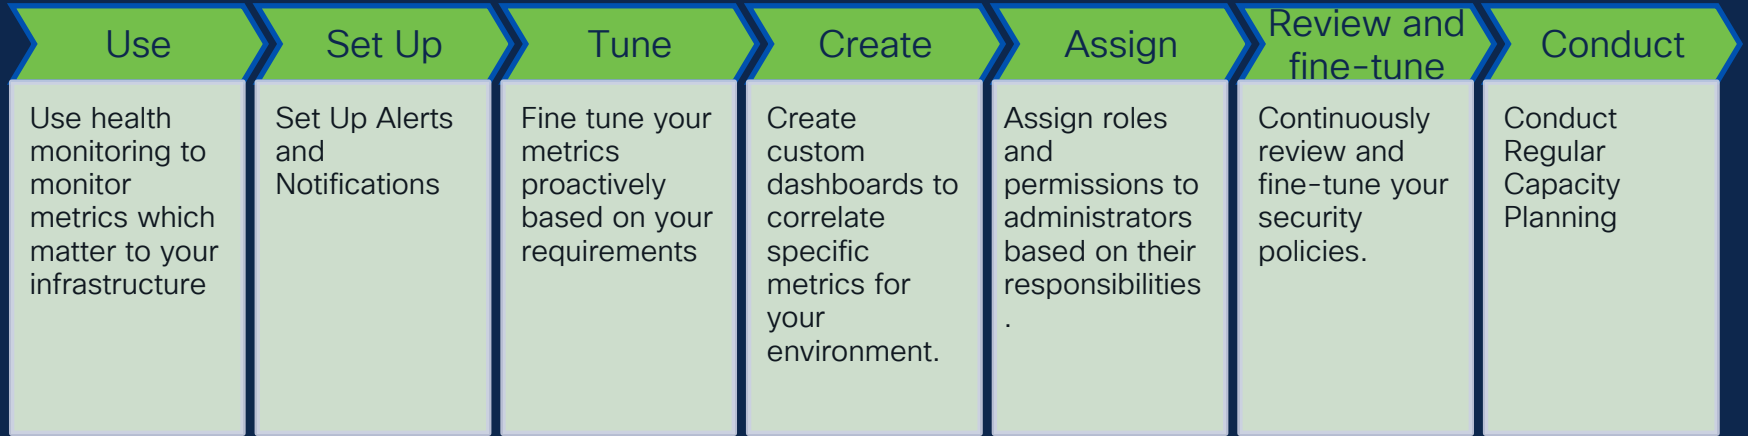 Use
Set Up
Tune
Create
Assign
Review and
fine-tune
Conduct
Use health
monitoring to
monitor
metrics which
matter to your
infrastructure
Set Up Alerts
and
Notifications
Fine tune your
metrics
proactively
based on your
requirements
Create
custom
dashboards to
correlate
specific
metrics for
your
environment.
Assign roles
and
permissions to
administrators
based on their
responsibilities
.
Continuously
review and
fine-tune your
security
policies.
Conduct
Regular
Capacity
Planning